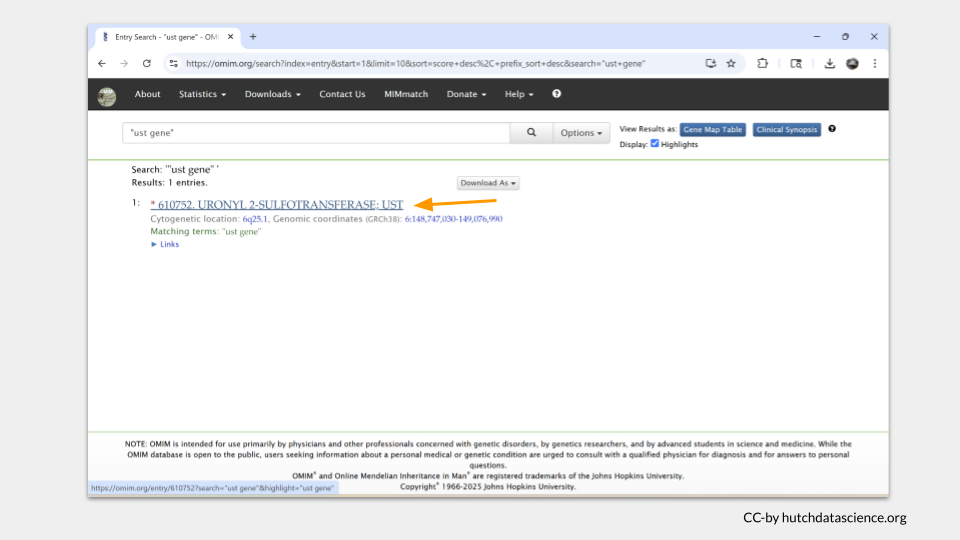 Entry Search - "ust gene" - OMI
https://omim.org/search?index=entry&start=1&limit=10&sort=score+desc%2C+prefix_sort+desc&search="ust+gene"
About Statistics Downloads Contact Us MIMmatch Donate Help
"ust gene" Options
View Results as: Gene Map Table Clinical Synopsis
Display: Highlights
Search: '"ust gene" '
Results: 1 entries.
Download As
1: * 610752. URONYL 2-SULFOTRANSFERASE; UST
Cytogenetic location: 6q25.1, Genomic coordinates (GRCh38): 6:148,747,030-149,076,990
Matching terms: "ust gene"
Links
NOTE: OMIM is intended for use primarily by physicians and other professionals concerned with genetic disorders, by genetics researchers, and by advanced students in science and medicine. While the
OMIM database is open to the public, users seeking information about a personal medical or genetic condition are urged to consult with a qualified physician for diagnosis and for answers to personal
questions.
OMIM® and Online Mendelian Inheritance in Man® are registered trademarks of the Johns Hopkins University.
Copyright® 1966-2025 Johns Hopkins University.
https://omim.org/entry/610752?search="ust gene"&highlight="ust gene"
CC-by hutchdatascience.org